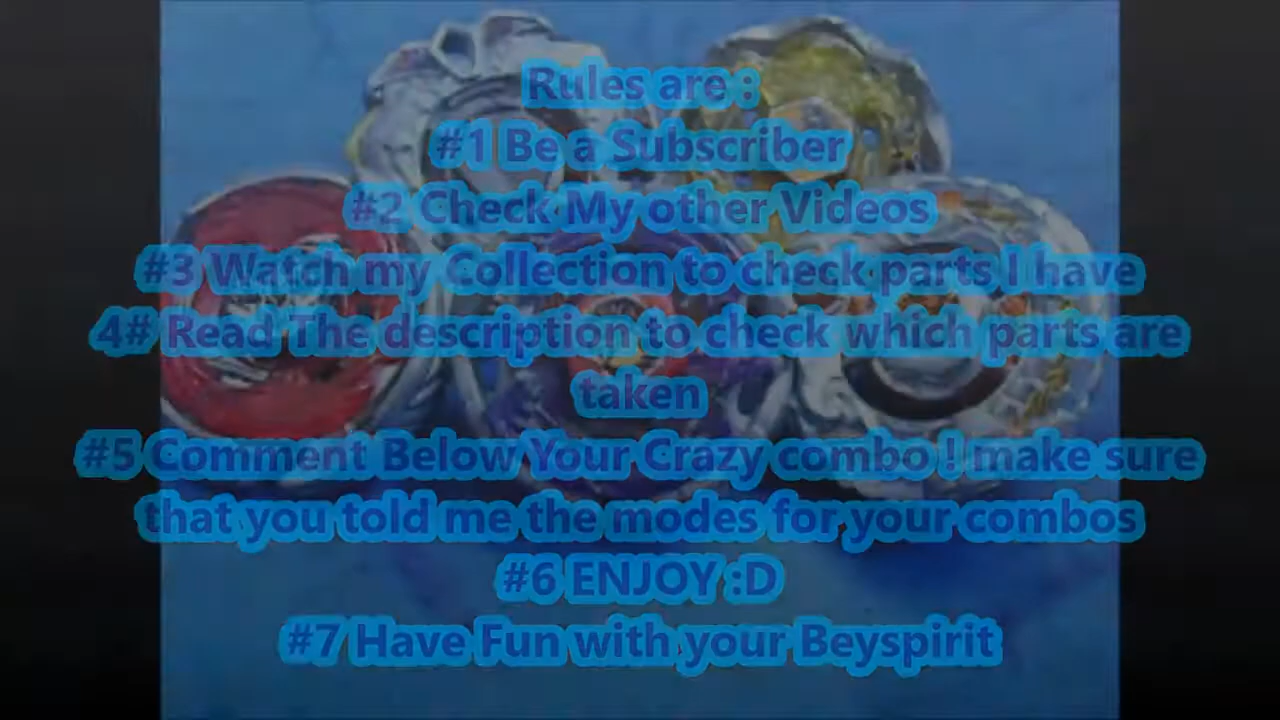 Rules are :
#1 Be a Subscriber
#2 Check My other Videos
#3 Watch my Collection to check parts I have
4# Read The description to check which parts are
taken
#5 Comment Below Your Crazy combo ! make sure
that you told me the modes for your combos
#6 ENJOY :D
#7 Have Fun with your Beyspirit